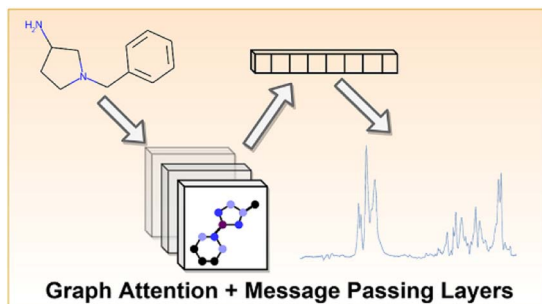 H₂N
N
Graph Attention + Message Passing Layers